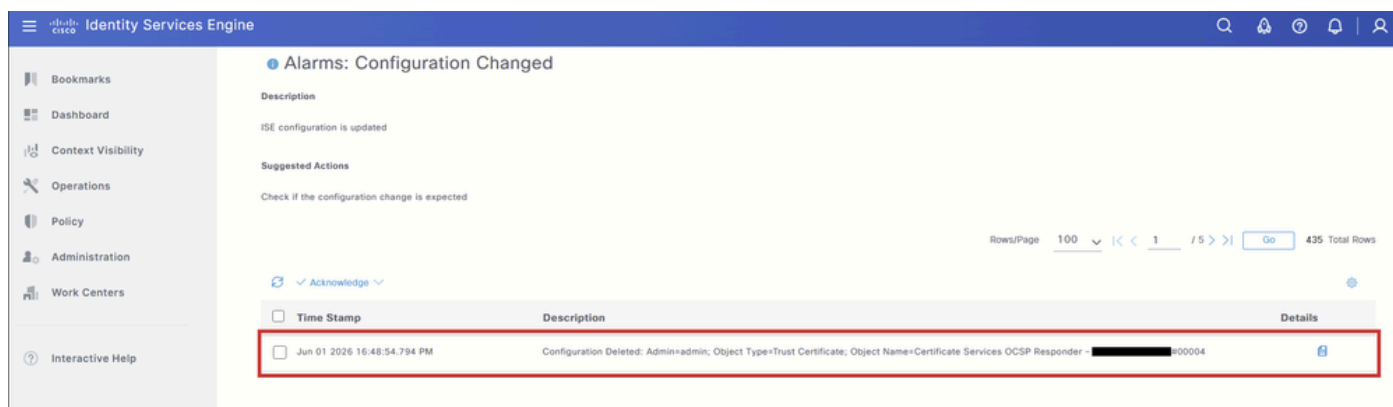 cisco Identity Services Engine
Bookmarks
Dashboard
Context Visibility
Operations
Policy
Administration
Work Centers
Interactive Help
Alarms: Configuration Changed
Description
ISE configuration is updated
Suggested Actions
Check if the configuration change is expected
Rows/Page 100 |< < 1 / 5 > >| Go 435 Total Rows
Acknowledge
Time Stamp Description Details
Jun 01 2026 16:48:54.794 PM Configuration Deleted: Admin=admin; Object Type=Trust Certificate; Object Name=Certificate Services OCSP Responder - #00004